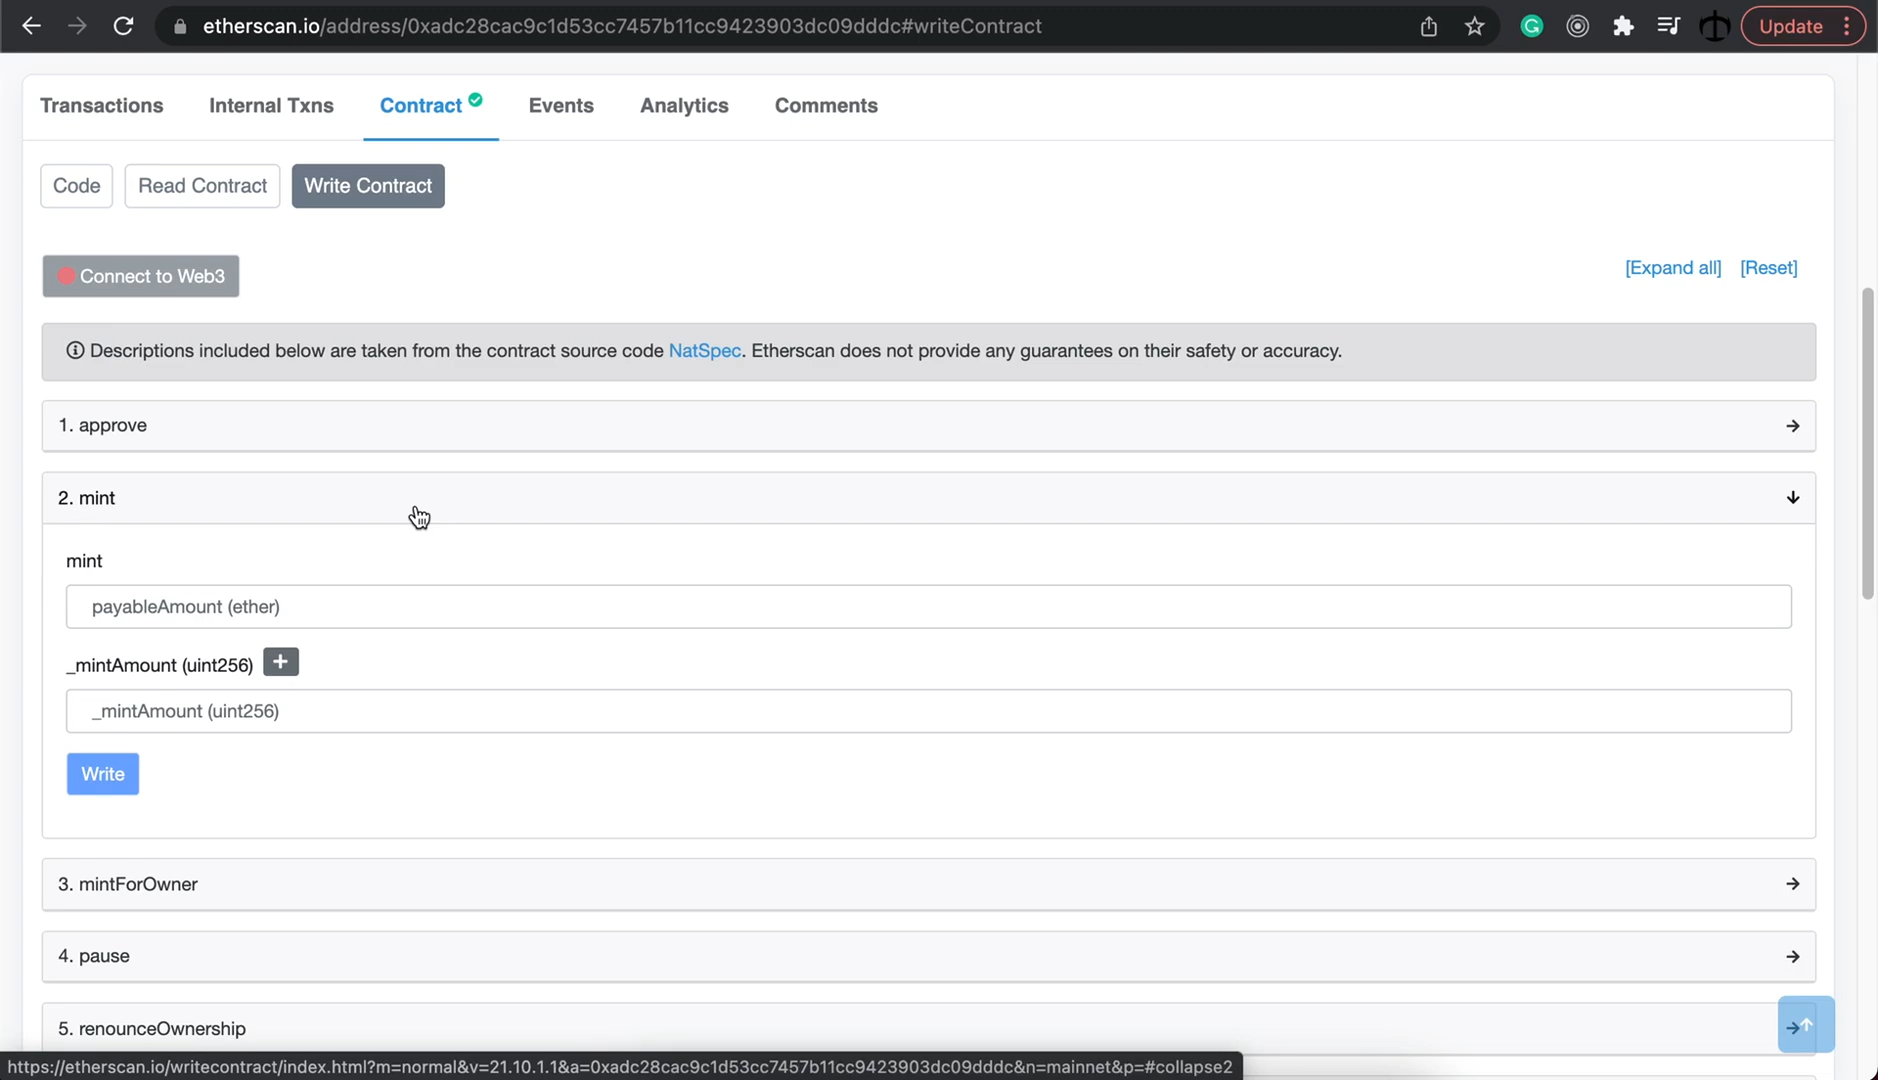 etherscan.io/address/0xadc28cac9c1d53cc7457b11cc9423903dc09dddc#writeContract
Update
Transactions
Internal Txns
Contract
Events
Analytics
Comments
Code
Read Contract
Write Contract
Connect to Web3
[Expand all]
[Reset]
Descriptions included below are taken from the contract source code NatSpec. Etherscan does not provide any guarantees on their safety or accuracy.
1. approve
2. mint
mint
payableAmount (ether)
_mintAmount (uint256)
+
_mintAmount (uint256)
Write
3. mintForOwner
4. pause
5. renounceOwnership
https://etherscan.io/writecontract/index.html?m=normal&v=21.10.1.1&a=0xadc28cac9c1d53cc7457b11cc9423903dc09dddc&n=mainnet&p=#collapse2